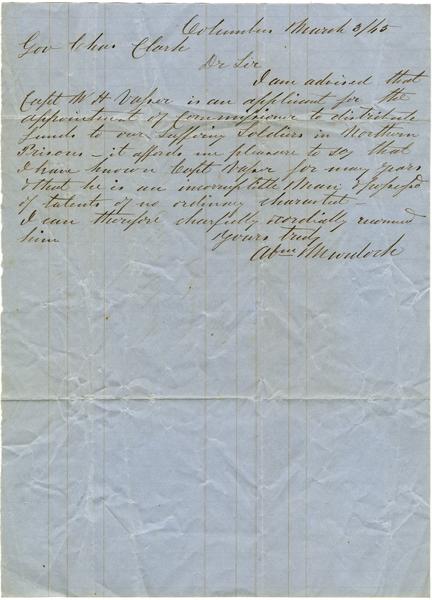 Columbus March 3/65
Gov Chas Clark
Dr Sir
I am advised that
Capt W H Vasser is an applicant for the
appointment of Commissioner to distribute
funds to our suffering Soldiers in Northern
Prisons - it affords me pleasure to say that
I have known Capt Vasser for many years
& that he is an incorruptible Man, &
of talents of no ordinary character
I can therefore cheerfully & cordially recommend
him
yours truly
Abm Murdock